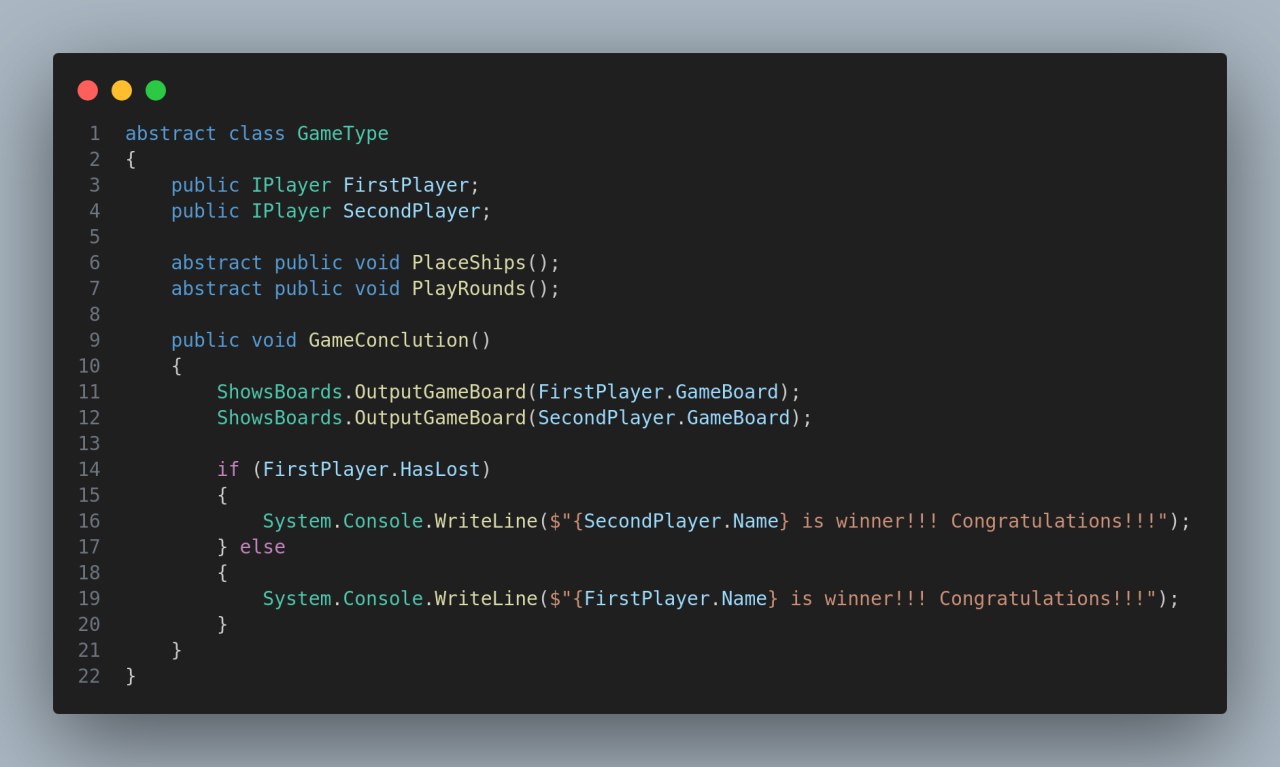 1 abstract class GameType
2 {
3     public IPlayer FirstPlayer;
4     public IPlayer SecondPlayer;
5
6     abstract public void PlaceShips();
7     abstract public void PlayRounds();
8
9     public void GameConclution()
10     {
11         ShowsBoards.OutputGameBoard(FirstPlayer.GameBoard);
12         ShowsBoards.OutputGameBoard(SecondPlayer.GameBoard);
13
14         if (FirstPlayer.HasLost)
15         {
16             System.Console.WriteLine($"{SecondPlayer.Name} is winner!!! Congratulations!!!");
17         } else
18         {
19             System.Console.WriteLine($"{FirstPlayer.Name} is winner!!! Congratulations!!!");
20         }
21     }
22 }